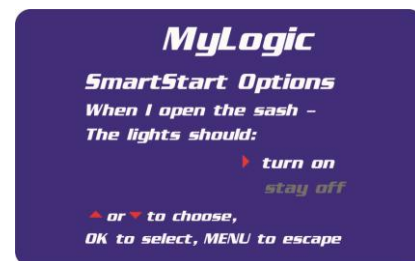 MyLogic
SmartStart Options
When I open the sash –
The lights should:
turn on
stay off
or to choose,
OK to select, MENU to escape